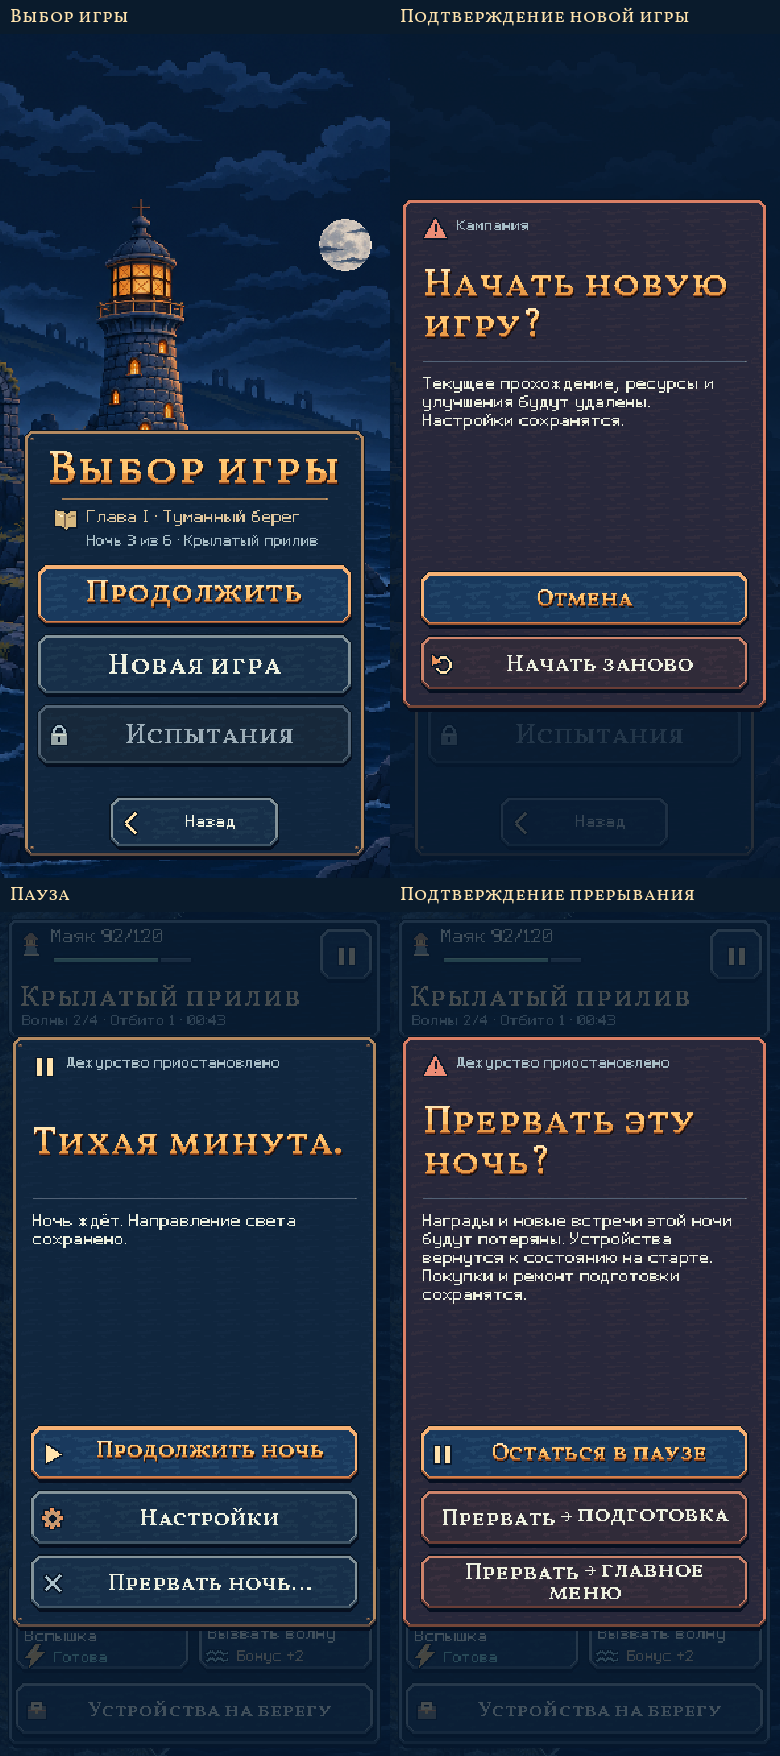 Выбор игры
Выбор игры
Глава I · Туманный берег
Ночь 3 из 6 · Крылатый прилив
Продолжить
Новая игра
Испытания
Назад
Подтверждение новой игры
Кампания
Начать новую
игру?
Текущее прохождение, ресурсы и
улучшения будут удалены.
Настройки сохранятся.
Отмена
Начать заново
Испытания
Назад
Пауза
Маяк 92/120
Крылатый прилив
Волны 2/4 · Отбито 1 · 00:43
Дежурство приостановлено
Тихая минута.
Ночь ждёт. Направление света
сохранено.
Продолжить ночь
Настройки
Прервать ночь...
Вспышка
Готова
Вызвать волну
Бонус +2
Устройства на берегу
Подтверждение прерывания
Маяк 92/120
Крылатый прилив
Волны 2/4 · Отбито 1 · 00:43
Дежурство приостановлено
Прервать эту
ночь?
Награды и новые встречи этой ночи
будут потеряны. Устройства
вернутся к состоянию на старте.
Покупки и ремонт подготовки
сохранятся.
Остаться в паузе
Прервать → подготовка
Прервать → главное
меню
Вспышка
Готова
Вызвать волну
Бонус +2
Устройства на берегу